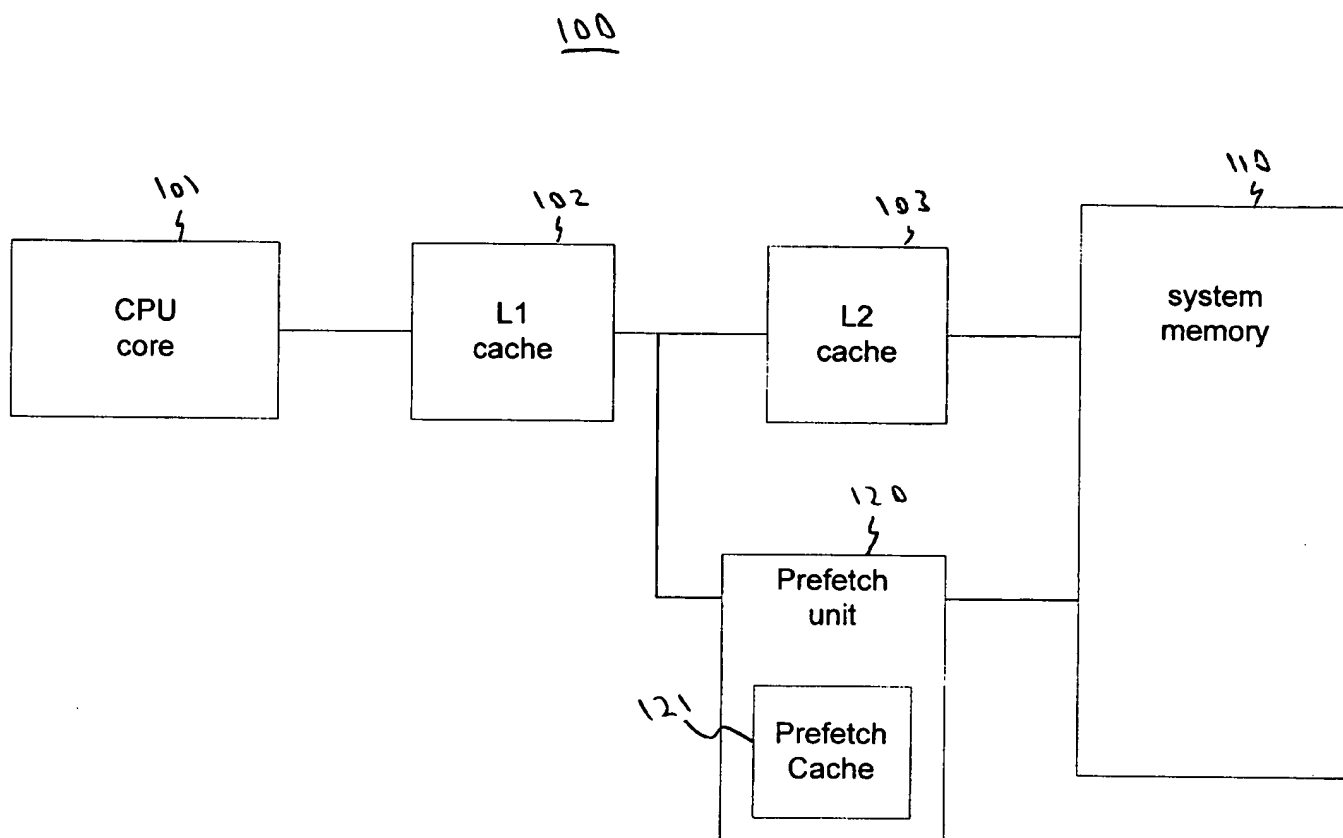 100
101
102
103
110
CPU
core
L1
cache
L2
cache
system
memory
120
Prefetch
unit
121
Prefetch
Cache